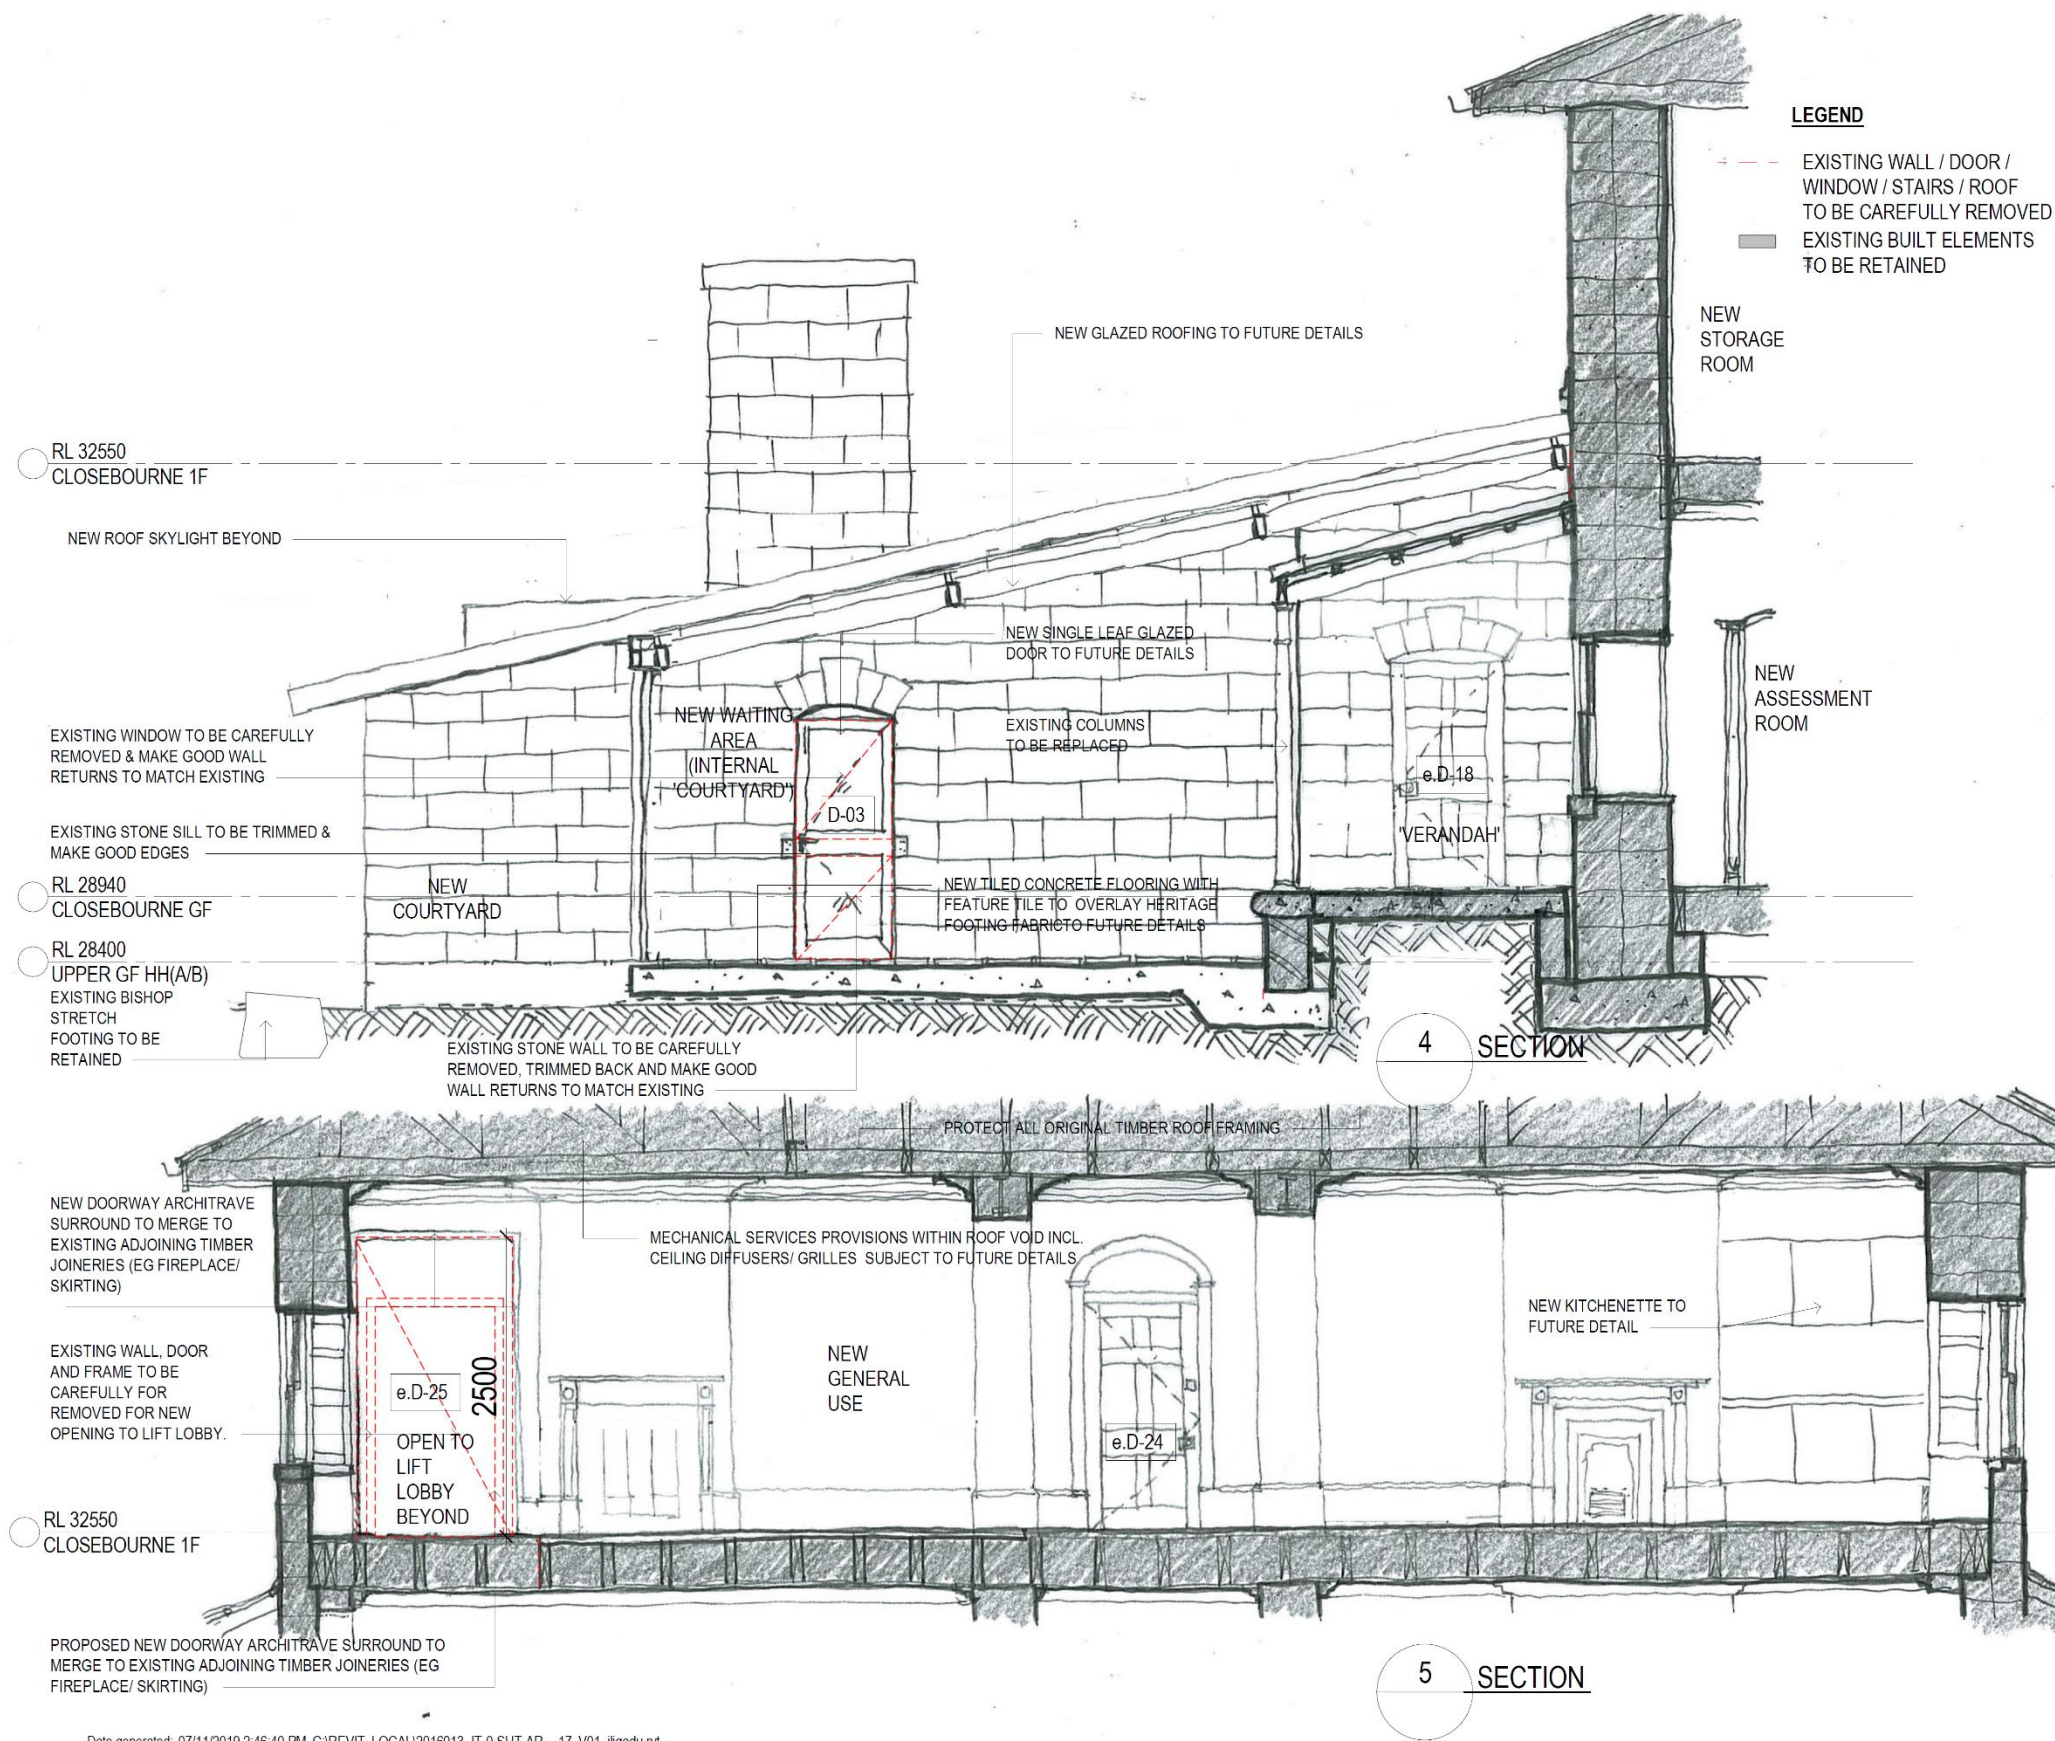 LEGEND
EXISTING WALL / DOOR /
WINDOW / STAIRS / ROOF
TO BE CAREFULLY REMOVED
EXISTING BUILT ELEMENTS
TO BE RETAINED
NEW
STORAGE
ROOM
NEW GLAZED ROOFING TO FUTURE DETAILS
RL 32550
CLOSEBOURNE 1F
NEW ROOF SKYLIGHT BEYOND
NEW SINGLE LEAF GLAZED
DOOR TO FUTURE DETAILS
NEW
ASSESSMENT
ROOM
NEW WAITING
AREA
(INTERNAL
'COURTYARD')
EXISTING COLUMNS
TO BE REPLACED
EXISTING WINDOW TO BE CAREFULLY
REMOVED & MAKE GOOD WALL
RETURNS TO MATCH EXISTING
e.D-18
D-03
'VERANDAH'
EXISTING STONE SILL TO BE TRIMMED &
MAKE GOOD EDGES
RL 28940
CLOSEBOURNE GF
NEW
COURTYARD
NEW TILED CONCRETE FLOORING WITH
FEATURE TILE TO OVERLAY HERITAGE
FOOTING FABRICTO FUTURE DETAILS
RL 28400
UPPER GF HH(A/B)
EXISTING BISHOP
STRETCH
FOOTING TO BE
RETAINED
EXISTING STONE WALL TO BE CAREFULLY
REMOVED, TRIMMED BACK AND MAKE GOOD
WALL RETURNS TO MATCH EXISTING
4 SECTION
PROTECT ALL ORIGINAL TIMBER ROOF FRAMING
NEW DOORWAY ARCHITRAVE
SURROUND TO MERGE TO
EXISTING ADJOINING TIMBER
JOINERIES (EG FIREPLACE/
SKIRTING)
MECHANICAL SERVICES PROVISIONS WITHIN ROOF VOID INCL.
CEILING DIFFUSERS/ GRILLES SUBJECT TO FUTURE DETAILS
NEW KITCHENETTE TO
FUTURE DETAIL
EXISTING WALL, DOOR
AND FRAME TO BE
CAREFULLY FOR
REMOVED FOR NEW
OPENING TO LIFT LOBBY.
e.D-25
2500
NEW
GENERAL
USE
OPEN TO
LIFT
LOBBY
BEYOND
e.D-24
RL 32550
CLOSEBOURNE 1F
PROPOSED NEW DOORWAY ARCHITRAVE SURROUND TO
MERGE TO EXISTING ADJOINING TIMBER JOINERIES (EG
FIREPLACE/ SKIRTING)
5 SECTION
Date generated: 07/11/2019 2:46:40 PM